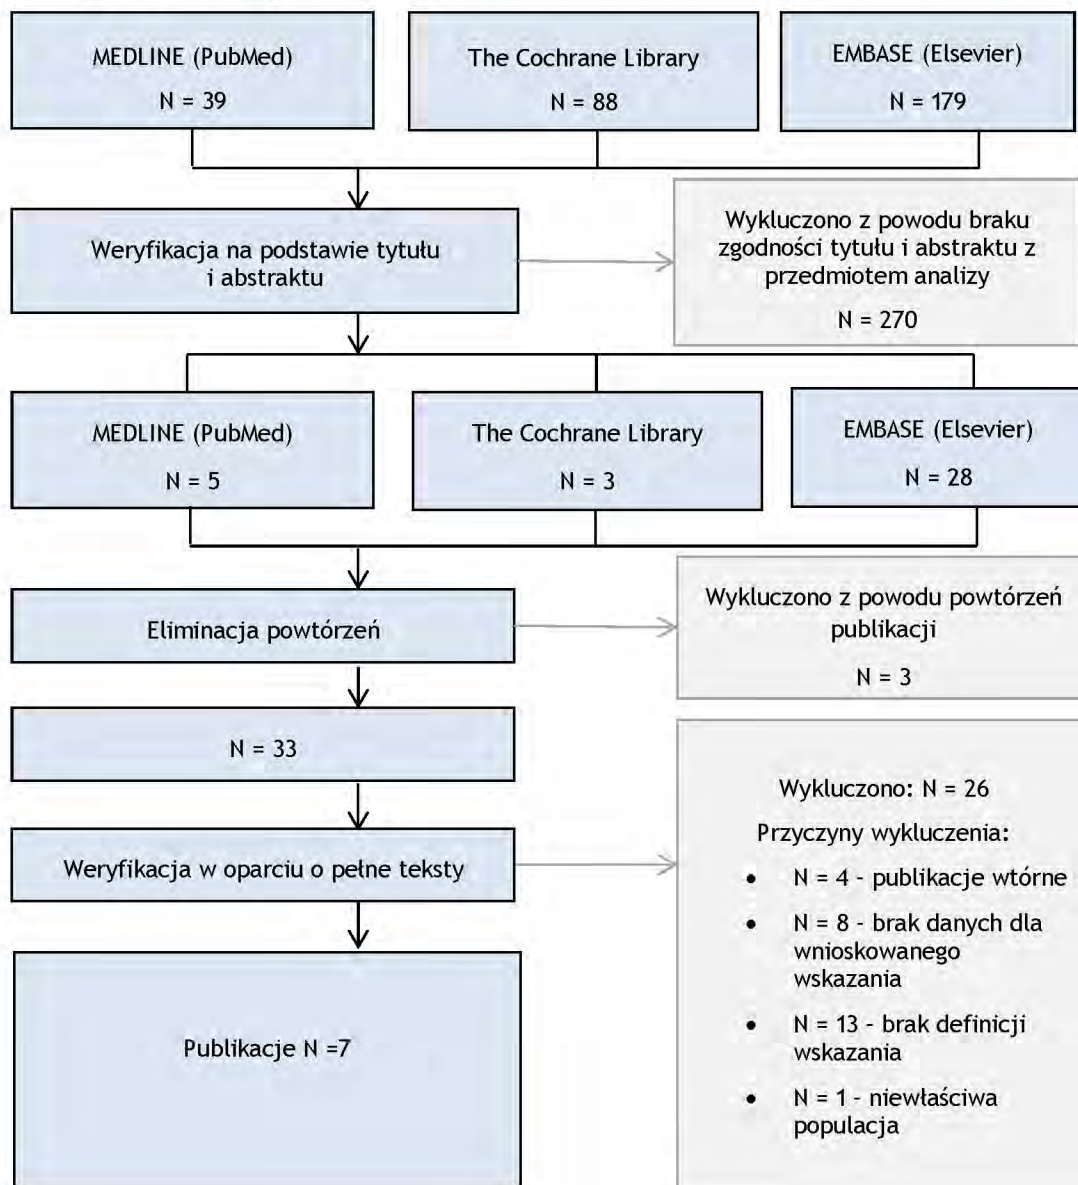 MEDLINE (PubMed)
N = 39
The Cochrane Library
N = 88
EMBASE (Elsevier)
N = 179
Weryfikacja na podstawie tytułu
i abstraktu
Wykluczono z powodu braku
zgodności tytułu i abstraktu z
przedmiotem analizy
N = 270
MEDLINE (PubMed)
N = 5
The Cochrane Library
N = 3
EMBASE (Elsevier)
N = 28
Eliminacja powtórzeń
Wykluczono z powodu powtórzeń
publikacji
N = 3
N = 33
Weryfikacja w oparciu o pełne teksty
Wykluczono: N = 26
Przyczyny wykluczenia:
• N = 4 - publikacje wtórne
• N = 8 - brak danych dla
wnioskowanego
wskazania
• N = 13 - brak definicji
wskazania
• N = 1 - niewłaściwa
populacja
Publikacje N =7